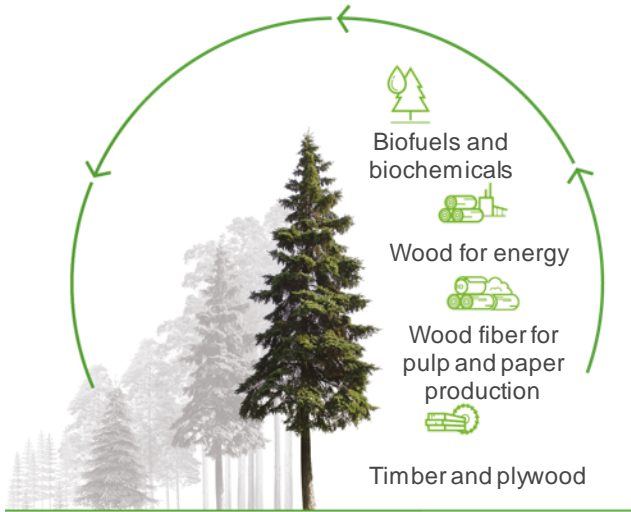 Biofuels and
biochemicals
Wood for energy
Wood fiber for
pulp and paper
production
Timber and plywood